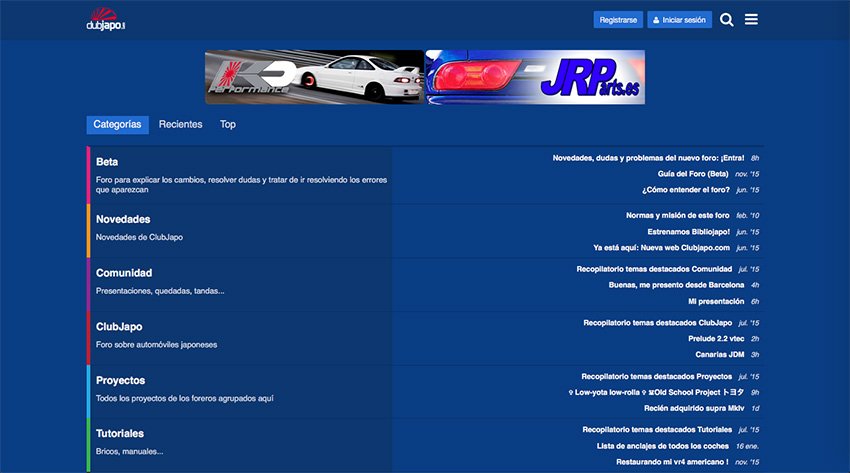 clubjapo
Registrarse
Iniciar sesión
Performance
JRParts.es
Categorías Recientes Top
Beta
Foro para explicar los cambios, resolver dudas y tratar de ir resolviendo los errores
que aparezcan
Novedades, dudas y problemas del nuevo foro: ¡Entra! 8h
Guía del Foro (Beta) nov. '15
¿Cómo entender el foro? jun. '15
Novedades
Novedades de ClubJapo
Normas y misión de este foro feb. '10
Estrenamos Bibliojapo! jun. '15
Ya está aquí: Nueva web Clubjapo.com jun. '15
Comunidad
Presentaciones, quedadas, tandas...
Recopilatorio temas destacados Comunidad jul. '15
Buenas, me presento desde Barcelona 4h
Mi presentación 6h
ClubJapo
Foro sobre automóviles japoneses
Recopilatorio temas destacados ClubJapo jul. '15
Prelude 2.2 vtec 2h
Canarias JDM 3h
Proyectos
Todos los proyectos de los foreros agrupados aquí
Recopilatorio temas destacados Proyectos jul. '15
Low-yota low-rolla Old School Project トヨタ 9h
Recién adquirido supra MkIv 1d
Tutoriales
Bricos, manuales...
Recopilatorio temas destacados Tutoriales jul. '15
Lista de anclajes de todos los coches 16 ene.
Restaurando mi vr4 americano ! nov. '15